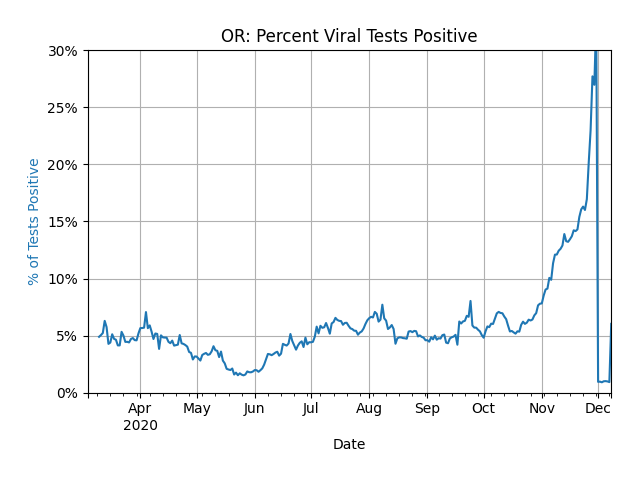 OR: Percent Viral Tests Positive
% of Tests Positive
30%
25%
20%
15%
10%
5%
0%
Apr May Jun Jul Aug Sep Oct Nov Dec
2020
Date